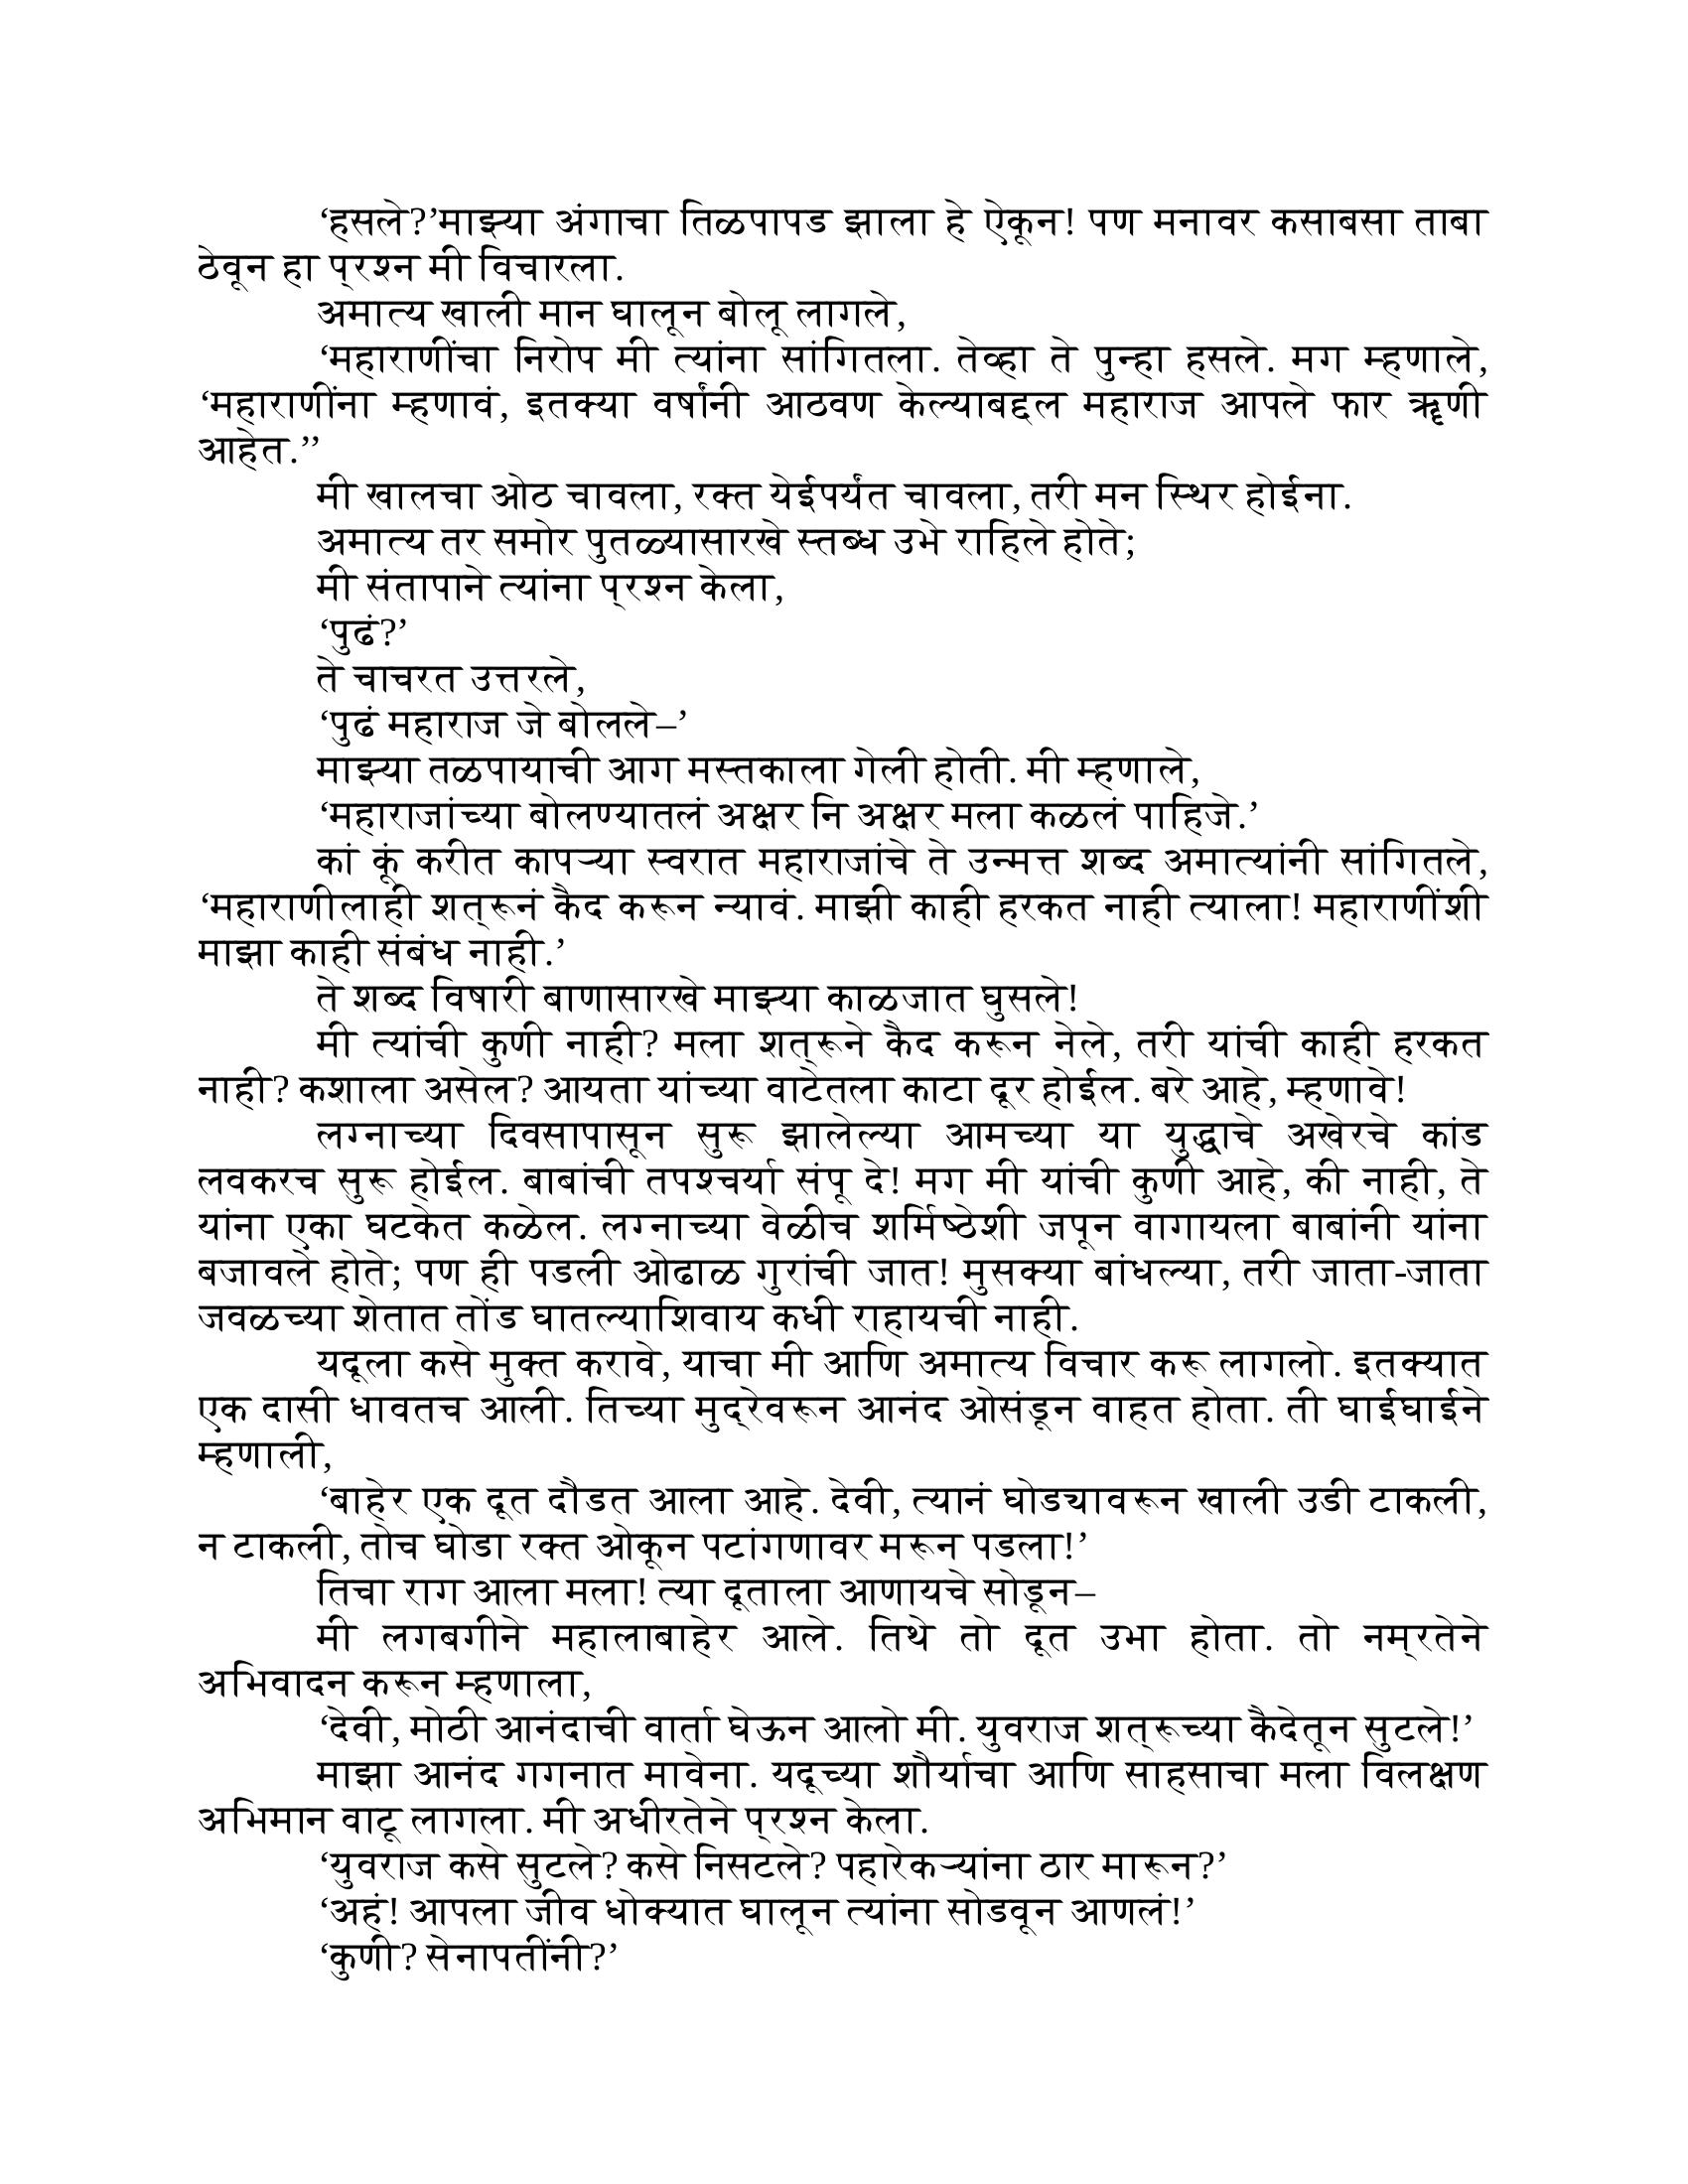 ‘हसले?’माझ्या अंगाचा तिळपापड झाला हे ऐकून! पण मनावर कसाबसा ताबा
ठेवून हा प्रश्न मी विचारला.
अमात्य खाली मान घालून बोलू लागले,
‘महाराणींचा निरोप मी त्यांना सांगितला. तेव्हा ते पुन्हा हसले. मग म्हणाले,
‘महाराणींना म्हणावं, इतक्या वर्षांनी आठवण केल्याबद्दल महाराज आपले फार ॠणी
आहेत.’’
मी खालचा ओठ चावला, रक्त येईपर्यंत चावला, तरी मन स्थिर होईना.
अमात्य तर समोर पुतळ्यासारखे स्तब्ध उभे राहिले होते;
मी संतापाने त्यांना प्रश्न केला,
‘पुढं?’
ते चाचरत उत्तरले,
‘पुढं महाराज जे बोलले–’
माझ्या तळपायाची आग मस्तकाला गेली होती. मी म्हणाले,
‘महाराजांच्या बोलण्यातलं अक्षर नि अक्षर मला कळलं पाहिजे.’
कां कूं करीत कापऱ्या स्वरात महाराजांचे ते उन्मत्त शब्द अमात्यांनी सांगितले,
‘महाराणीलाही शत्रूनं कैद करून न्यावं. माझी काही हरकत नाही त्याला! महाराणींशी
माझा काही संबंध नाही.’
ते शब्द विषारी बाणासारखे माझ्या काळजात घुसले!
मी त्यांची कुणी नाही? मला शत्रूने कैद करून नेले, तरी यांची काही हरकत
नाही? कशाला असेल? आयता यांच्या वाटेतला काटा दूर होईल. बरे आहे, म्हणावे!
लग्नाच्या दिवसापासून सुरू झालेल्या आमच्या या युद्धाचे अखेरचे कांड
लवकरच सुरू होईल. बाबांची तपश्चर्या संपू दे! मग मी यांची कुणी आहे, की नाही, ते
यांना एका घटकेत कळेल. लग्नाच्या वेळीच शर्मिष्ठेशी जपून वागायला बाबांनी यांना
बजावले होते; पण ही पडली ओढाळ गुरांची जात! मुसक्या बांधल्या, तरी जाता-जाता
जवळच्या शेतात तोंड घातल्याशिवाय कधी राहायची नाही.
यदूला कसे मुक्त करावे, याचा मी आणि अमात्य विचार करू लागलो. इतक्यात
एक दासी धावतच आली. तिच्या मुद्रेवरून आनंद ओसंडून वाहत होता. ती घाईघाईने
म्हणाली,
‘बाहेर एक दूत दौडत आला आहे. देवी, त्यानं घोड्यावरून खाली उडी टाकली,
न टाकली, तोच घोडा रक्त ओकून पटांगणावर मरून पडला!’
तिचा राग आला मला! त्या दूताला आणायचे सोडून–
मी लगबगीने महालाबाहेर आले. तिथे तो दूत उभा होता. तो नम्रतेने
अभिवादन करून म्हणाला,
‘देवी, मोठी आनंदाची वार्ता घेऊन आलो मी. युवराज शत्रूच्या कैदेतून सुटले!’
माझा आनंद गगनात मावेना. यदूच्या शौर्याचा आणि साहसाचा मला विलक्षण
अभिमान वाटू लागला. मी अधीरतेने प्रश्न केला.
‘युवराज कसे सुटले? कसे निसटले? पहारेकऱ्यांना ठार मारून?’
‘अहं! आपला जीव धोक्यात घालून त्यांना सोडवून आणलं!’
‘कुणी? सेनापतींनी?’